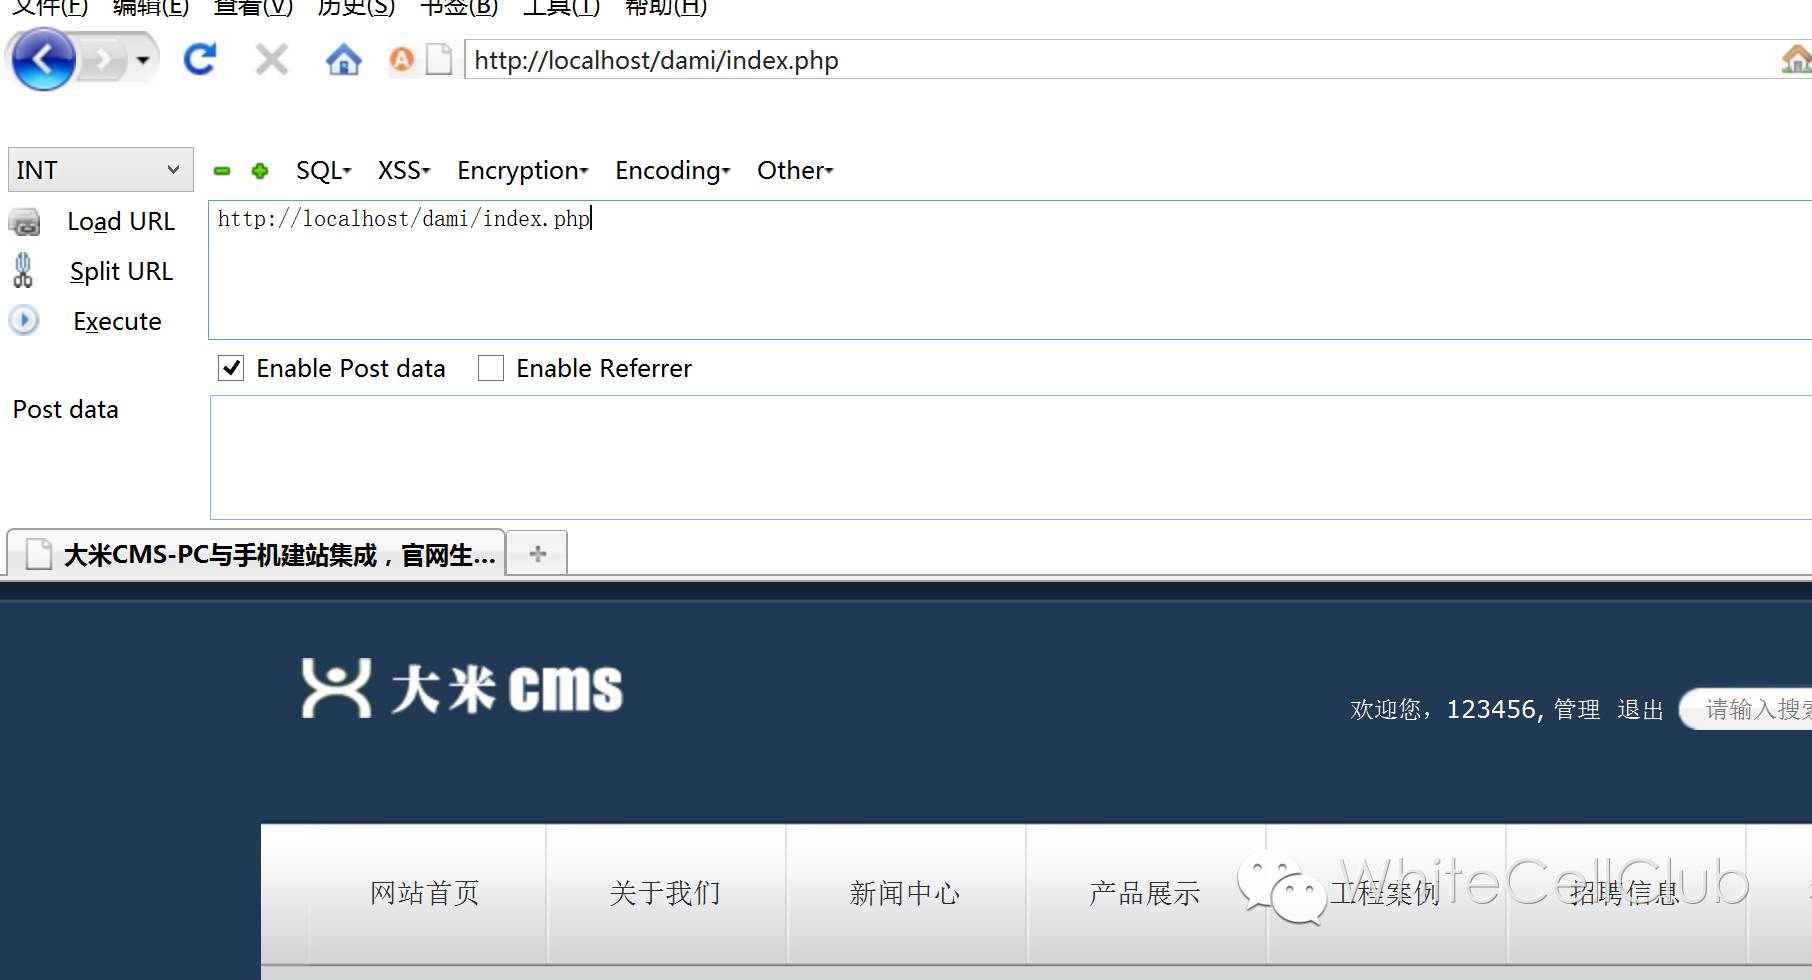 文件(F) 编辑(E) 查看(V) 历史(S) 书签(B) 工具(T) 帮助(H)
http://localhost/dami/index.php
INT SQL XSS Encryption Encoding Other
Load URL http://localhost/dami/index.php
Split URL
Execute
Enable Post data Enable Referrer
Post data
大米CMS-PC与手机建站集成，官网生...
大米cms
欢迎您，123456, 管理 退出 请输入搜索
网站首页 关于我们 新闻中心 产品展示 工程案例 招聘信息
WhiteCellClub